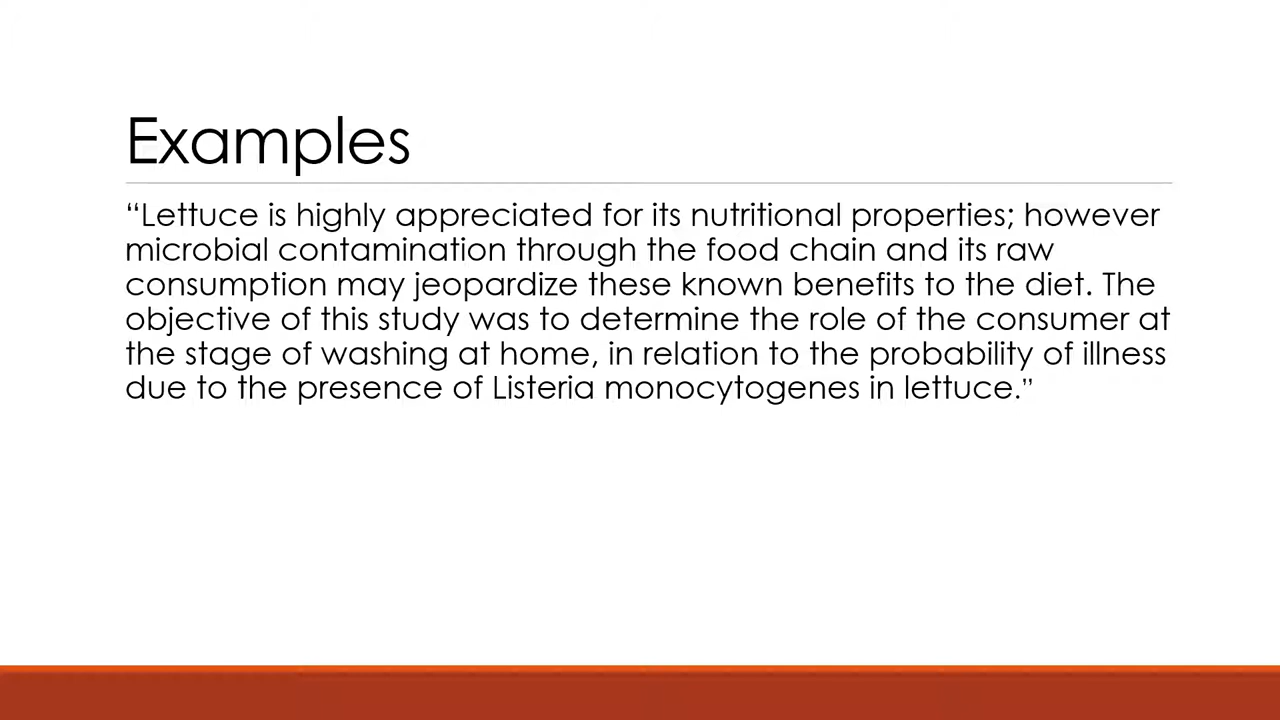 Examples
“Lettuce is highly appreciated for its nutritional properties; however
microbial contamination through the food chain and its raw
consumption may jeopardize these known benefits to the diet. The
objective of this study was to determine the role of the consumer at
the stage of washing at home, in relation to the probability of illness
due to the presence of Listeria monocytogenes in lettuce.”